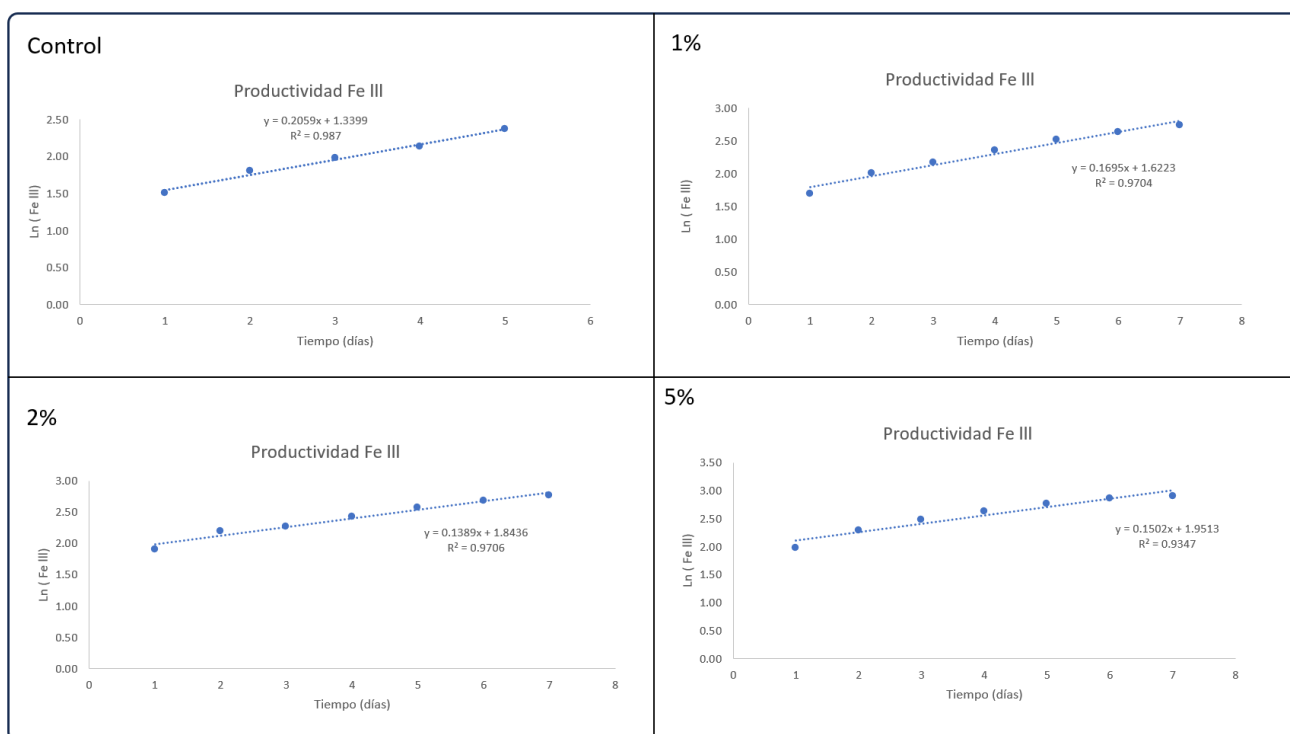 Control
Productividad Fe lll
y = 0.2059x + 1.3399
R² = 0.987
Ln ( Fe lll)
2.50
2.00
1.50
1.00
0.50
0.00
0 1 2 3 4 5 6
Tiempo (días)
1%
Productividad Fe lll
y = 0.1695x + 1.6223
R² = 0.9704
Ln ( Fe lll)
3.00
2.50
2.00
1.50
1.00
0.50
0.00
0 1 2 3 4 5 6 7 8
Tiempo (días)
2%
Productividad Fe lll
y = 0.1389x + 1.8436
R² = 0.9706
Ln ( Fe lll)
3.00
2.50
2.00
1.50
1.00
0.50
0.00
0 1 2 3 4 5 6 7 8
Tiempo (días)
5%
Productividad Fe lll
y = 0.1502x + 1.9513
R² = 0.9347
Ln ( Fe lll)
3.50
3.00
2.50
2.00
1.50
1.00
0.50
0.00
0 1 2 3 4 5 6 7 8
Tiempo (días)